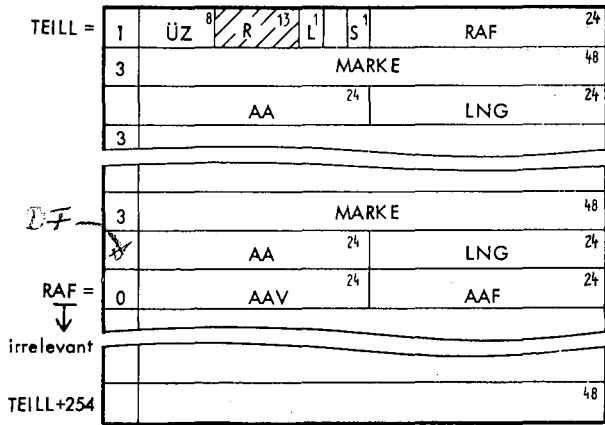 TEILL = 1 ÜZ 8 R 13 L 1 S 1 RAF 24
3 MARKE 48
AA 24 LNG 24
3
3 MARKE 48
DF AA 24 LNG 24
RAF = 0 AAV 24 AAF 24
irrelevant
TEILL+254 48